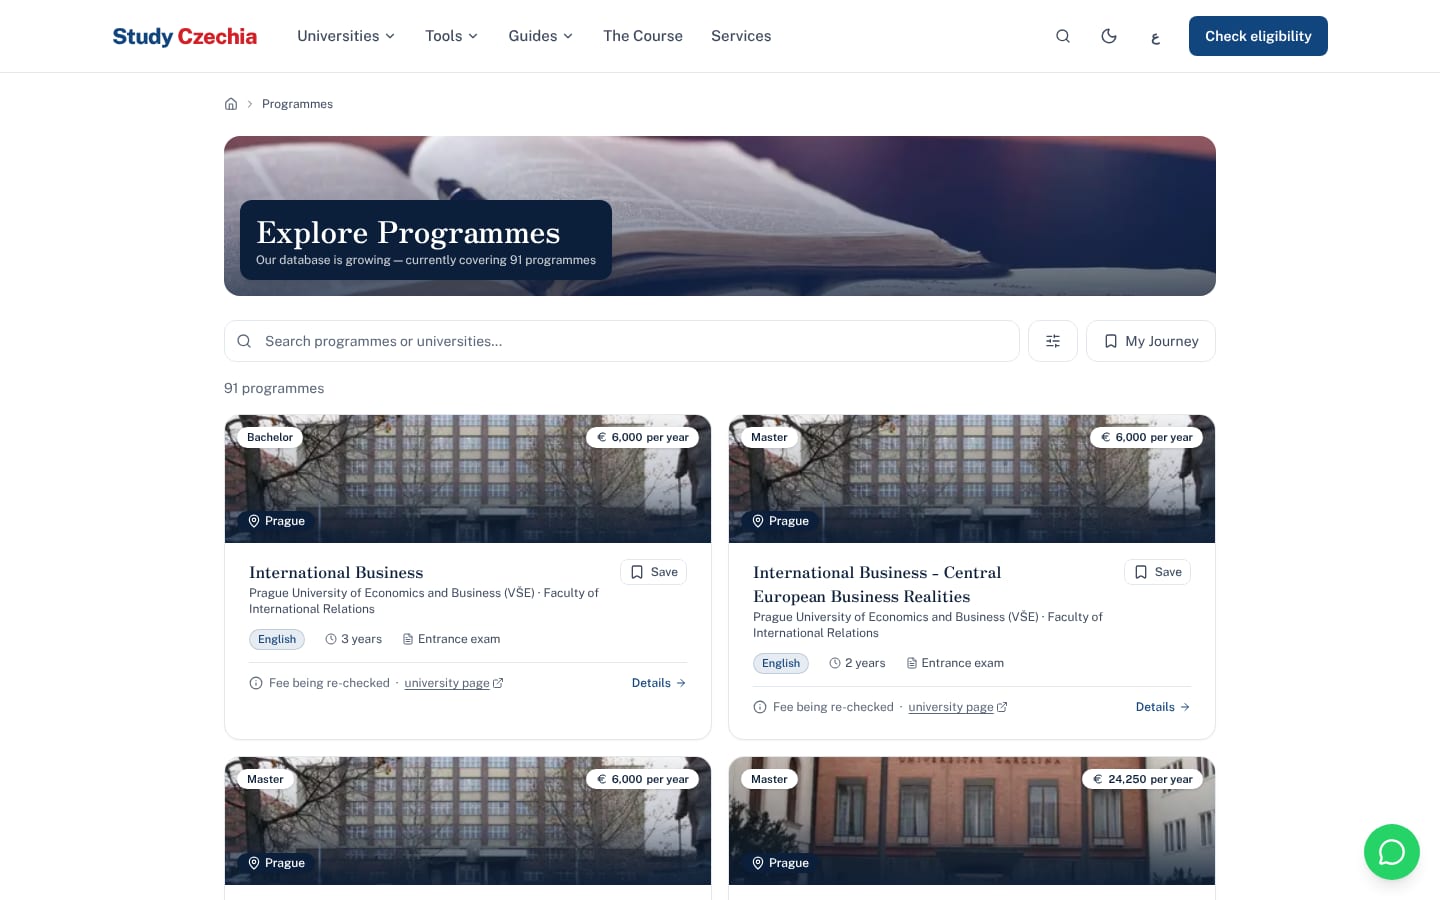 Study Czechia
Universities
Tools
Guides
The Course
Services
ع
Check eligibility
Programmes
Explore Programmes
Our database is growing — currently covering 91 programmes
Search programmes or universities...
My Journey
91 programmes
Bachelor
€ 6,000 per year
Prague
International Business
Save
Prague University of Economics and Business (VŠE) · Faculty of
International Relations
English
3 years
Entrance exam
Fee being re-checked · university page
Details
Master
€ 6,000 per year
Prague
International Business – Central
European Business Realities
Save
Prague University of Economics and Business (VŠE) · Faculty of
International Relations
English
2 years
Entrance exam
Fee being re-checked · university page
Details
Master
€ 6,000 per year
Prague
Master
€ 24,250 per year
UNIVERSITAS CAROLINA
Prague